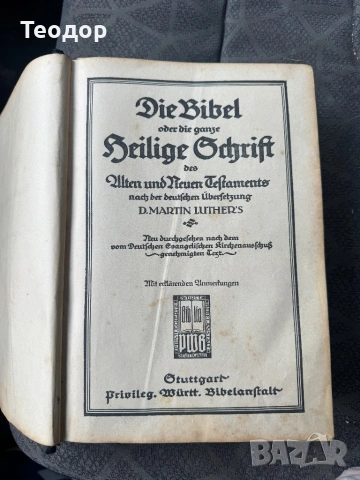 Теодор
Die Bibel
oder die ganze
Heilige Schrift
des
Alten und Neuen Testaments
nach der deutschen Übersetzung
D. MARTIN LUTHER'S
Neu durchgesehen nach dem
vom Deutschen Evangelischen Kirchenausschuß
genehmigten Text.
Mit erklärenden Anmerkungen
PWB
Stuttgart
Privileg. Württ. Bibelanstalt
BAZAR